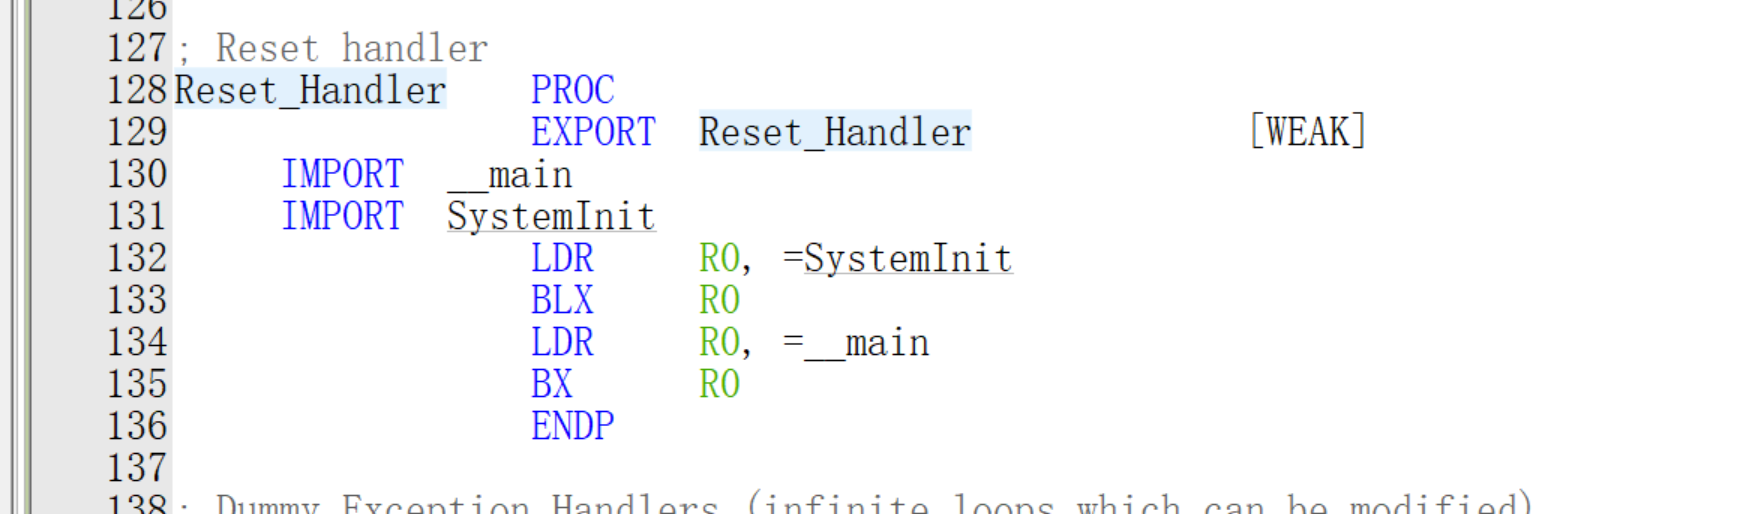 126
127 ; Reset handler
128 Reset_Handler    PROC
129                  EXPORT  Reset_Handler             [WEAK]
130      IMPORT  __main
131      IMPORT  SystemInit
132                  LDR     R0, =SystemInit
133                  BLX     R0
134                  LDR     R0, =__main
135                  BX      R0
136                  ENDP
137
138 ; Dummy Exception Handlers (infinite loops which can be modified)